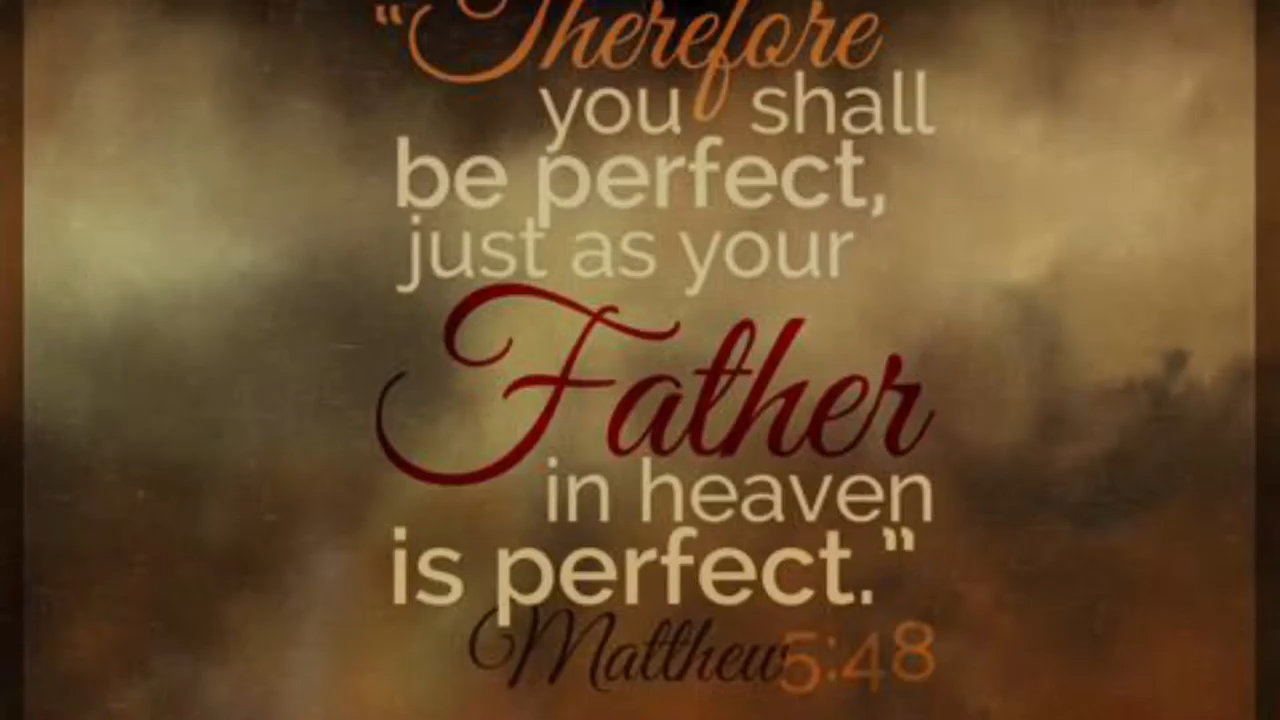 “Therefore
you shall
be perfect,
just as your
Father
in heaven
is perfect.”
Matthew 5:48